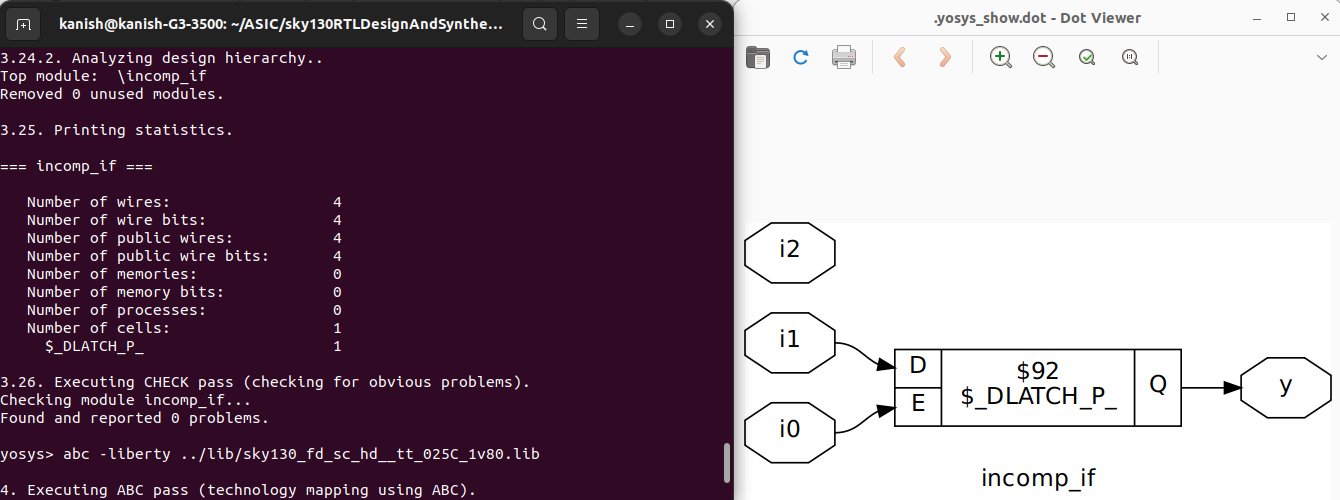 kanish@kanish-G3-3500: ~/ASIC/sky130RTLDesignAndSynthe...
3.24.2. Analyzing design hierarchy..
Top module:  \incomp_if
Removed 0 unused modules.
3.25. Printing statistics.
=== incomp_if ===
Number of wires: 4
Number of wire bits: 4
Number of public wires: 4
Number of public wire bits: 4
Number of memories: 0
Number of memory bits: 0
Number of processes: 0
Number of cells: 1
$_DLATCH_P_ 1
3.26. Executing CHECK pass (checking for obvious problems).
Checking module incomp_if...
Found and reported 0 problems.
yosys> abc -liberty ../lib/sky130_fd_sc_hd__tt_025C_1v80.lib
4. Executing ABC pass (technology mapping using ABC).
.yosys_show.dot - Dot Viewer
i2
i1
i0
D
E
$92
$_DLATCH_P_
Q
y
incomp_if